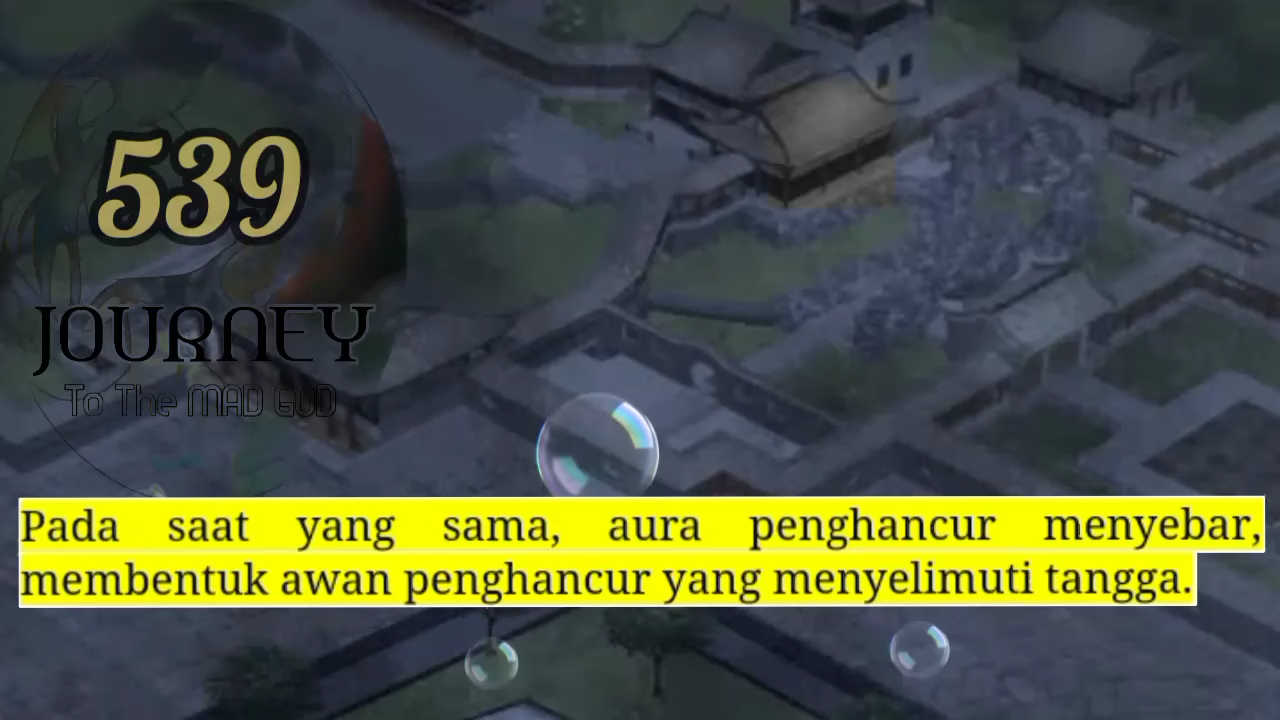 539
JOURNEY
To The MAD GOD
Pada saat yang sama, aura penghancur menyebar,
membentuk awan penghancur yang menyelimuti tangga.